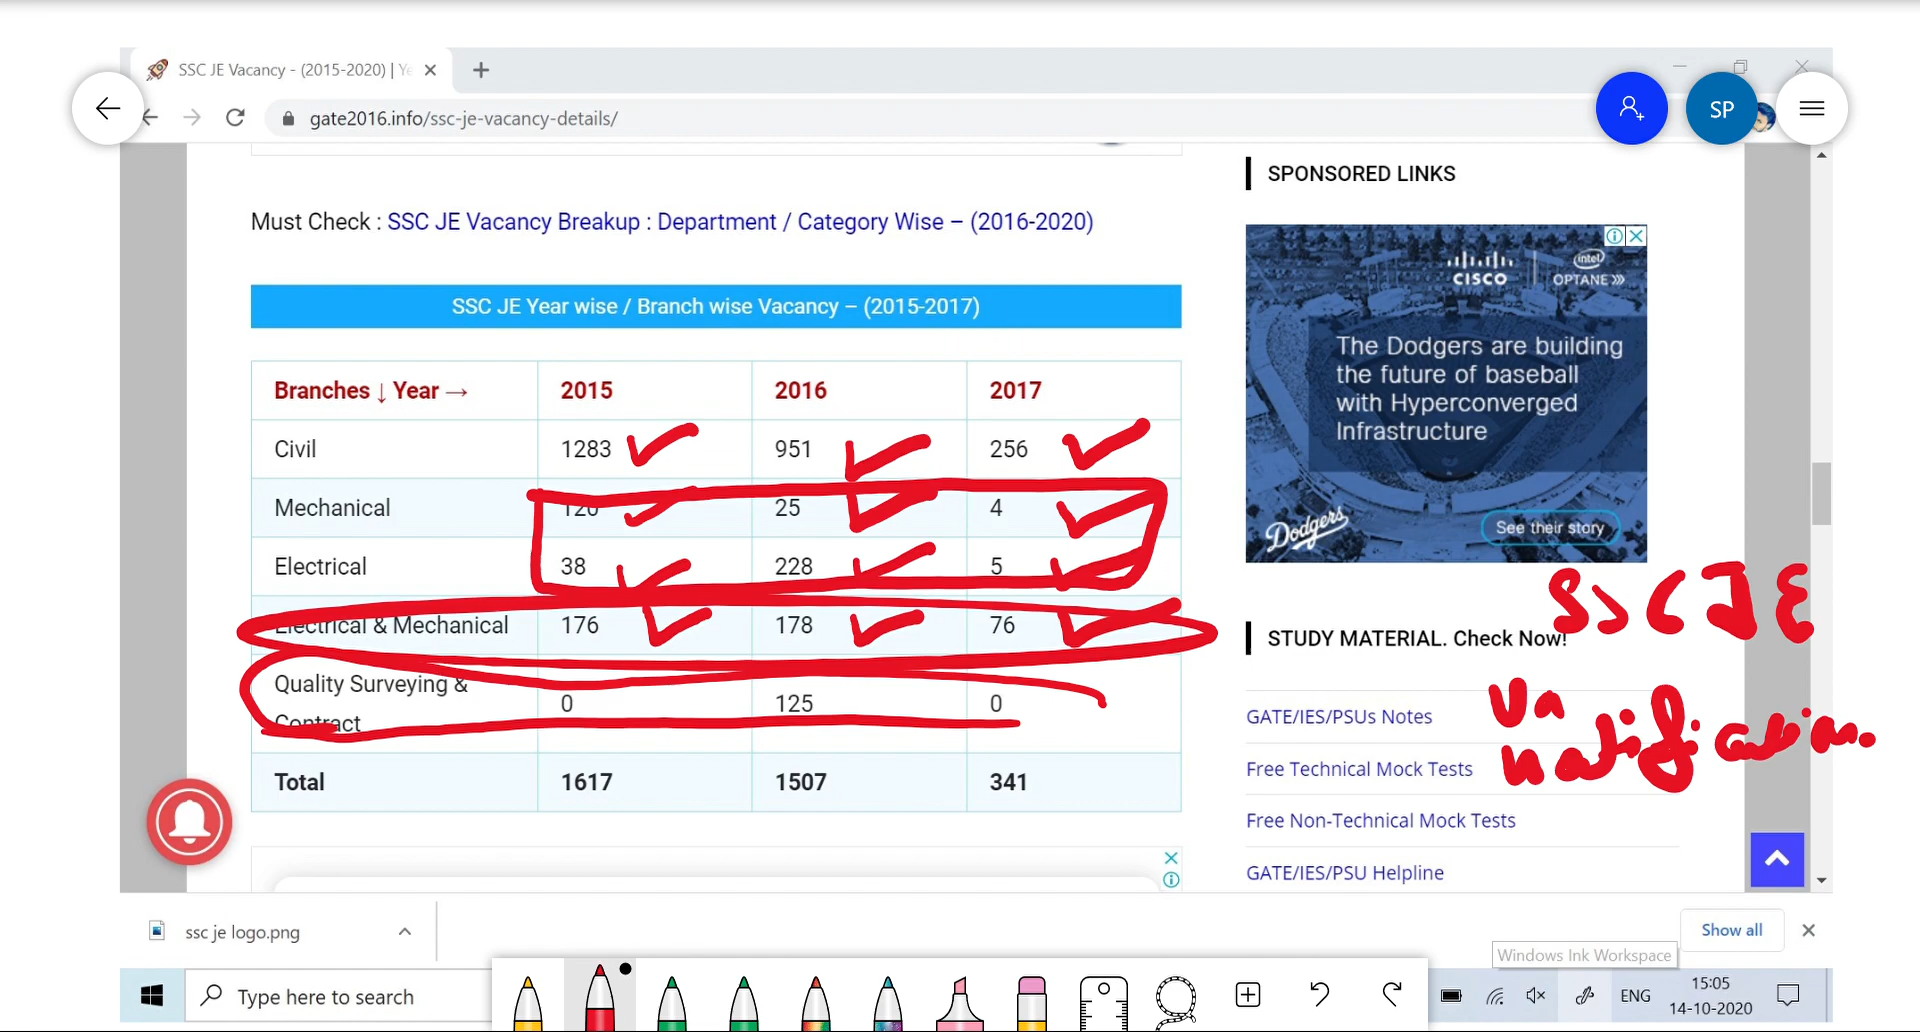 SSC JE Vacancy - (2015-2020) | Ye
gate2016.info/ssc-je-vacancy-details/
SP
Must Check : SSC JE Vacancy Breakup : Department / Category Wise – (2016-2020)
SSC JE Year wise / Branch wise Vacancy – (2015-2017)
Branches ↓ Year → 2015 2016 2017
Civil 1283 951 256
Mechanical 120 25 4
Electrical 38 228 5
Electrical & Mechanical 176 178 76
Quality Surveying &
Contract 0 125 0
Total 1617 1507 341
SPONSORED LINKS
CISCO
intel
OPTANE
The Dodgers are building
the future of baseball
with Hyperconverged
Infrastructure
Dodgers
See their story
SSC JE
STUDY MATERIAL. Check Now!
GATE/IES/PSUs Notes
notification.
Free Technical Mock Tests
Free Non-Technical Mock Tests
GATE/IES/PSU Helpline
ssc je logo.png
Show all
Windows Ink Workspace
Type here to search
ENG
15:05
14-10-2020